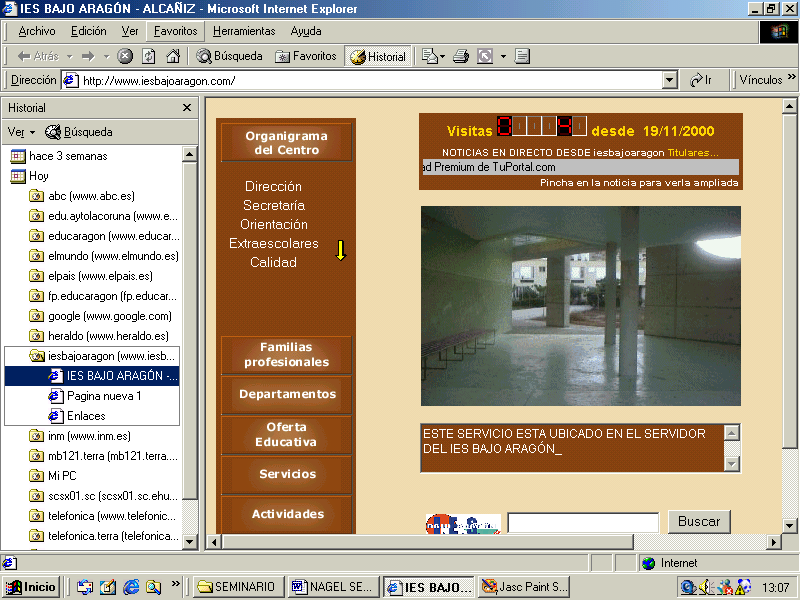 IES BAJO ARAGÓN - ALCAÑIZ - Microsoft Internet Explorer
Archivo Edición Ver Favoritos Herramientas Ayuda
Atrás Búsqueda Favoritos Historial
Dirección http://www.iesbajoaragon.com/ Ir Vínculos »
Historial
Ver Búsqueda
hace 3 semanas
Hoy
abc (www.abc.es)
edu.aytolacoruna (www.e...
educaragon (www.educar...
elmundo (www.elmundo.es)
elpais (www.elpais.es)
fp.educaragon (fp.educar...
google (www.google.com)
heraldo (www.heraldo.es)
iesbajoaragon (www.iesb...
IES BAJO ARAGÓN -...
Pagina nueva 1
Enlaces
inm (www.inm.es)
mb121.terra (mb121.terra....
Mi PC
scsx01.sc (scsx01.sc.ehu...
telefonica (www.telefonic...
telefonica.terra (telefonica...
Organigrama
del Centro
Dirección
Secretaría
Orientación
Extraescolares
Calidad
Familias
profesionales
Departamentos
Oferta
Educativa
Servicios
Actividades
Visitas desde 19/11/2000
NOTICIAS EN DIRECTO DESDE iesbajoaragon Titulares...
ad Premium de TuPortal.com
Pincha en la noticia para verla ampliada
ESTE SERVICIO ESTA UBICADO EN EL SERVIDOR
DEL IES BAJO ARAGÓN_
Buscar
Internet
Inicio » SEMINARIO NAGEL SE... IES BAJO... Jasc Paint S... 13:07